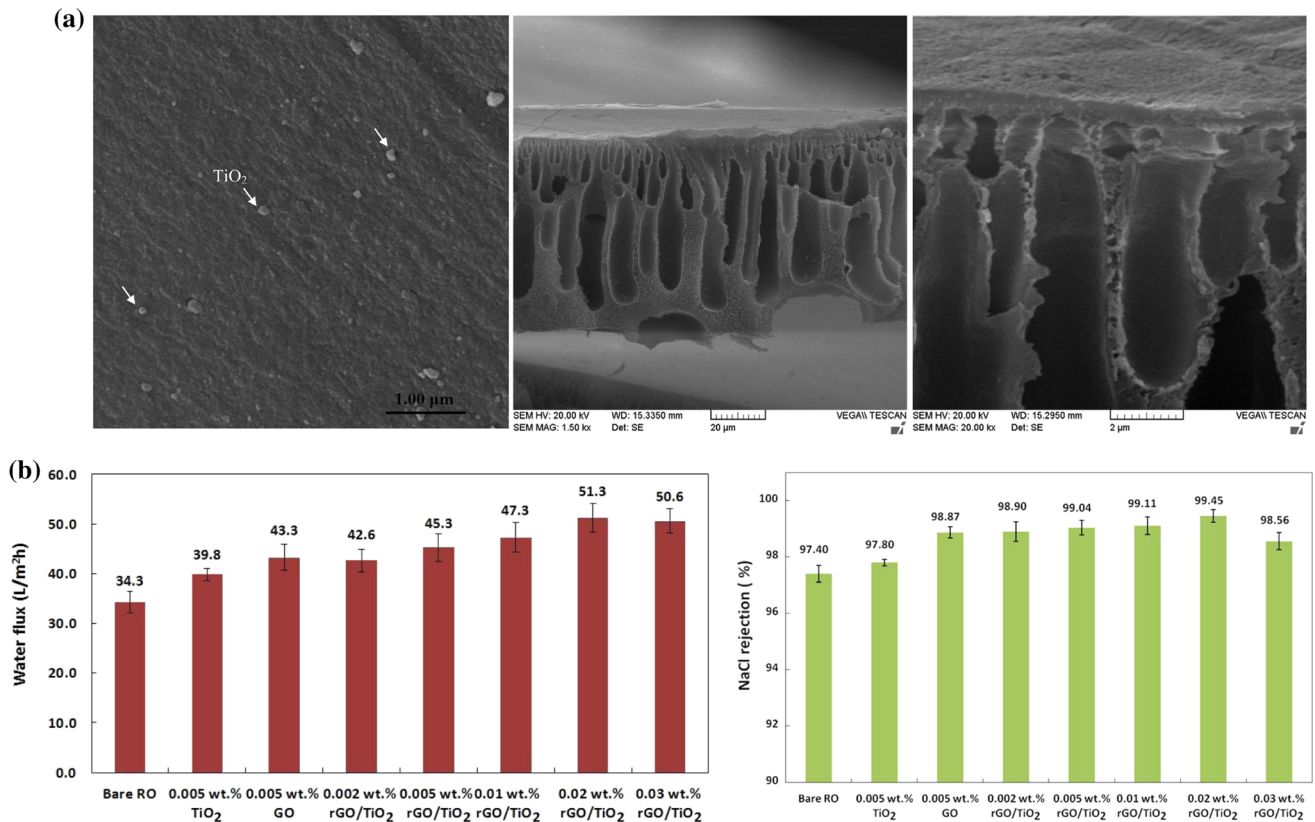 (a)
TiO2
1.00 µm
SEM HV: 20.00 kV WD: 15.3350 mm VEGA\\ TESCAN
SEM MAG: 1.50 kx Det: SE 20 µm
SEM HV: 20.00 kV WD: 15.2950 mm VEGA\\ TESCAN
SEM MAG: 20.00 kx Det: SE 2 µm
(b)
Water flux (L/m²h)
60.0
50.0
40.0
30.0
20.0
10.0
0.0
34.3
39.8
43.3
42.6
45.3
47.3
51.3
50.6
Bare RO
0.005 wt.%
TiO2
0.005 wt.%
GO
0.002 wt.%
rGO/TiO2
0.005 wt.%
rGO/TiO2
0.01 wt.%
rGO/TiO2
0.02 wt.%
rGO/TiO2
0.03 wt.%
rGO/TiO2
NaCl rejection ( %)
100
98
96
94
92
90
97.40
97.80
98.87
98.90
99.04
99.11
99.45
98.56
Bare RO
0.005 wt.%
TiO2
0.005 wt.%
GO
0.002 wt.%
rGO/TiO2
0.005 wt.%
rGO/TiO2
0.01 wt.%
rGO/TiO2
0.02 wt.%
rGO/TiO2
0.03 wt.%
rGO/TiO2